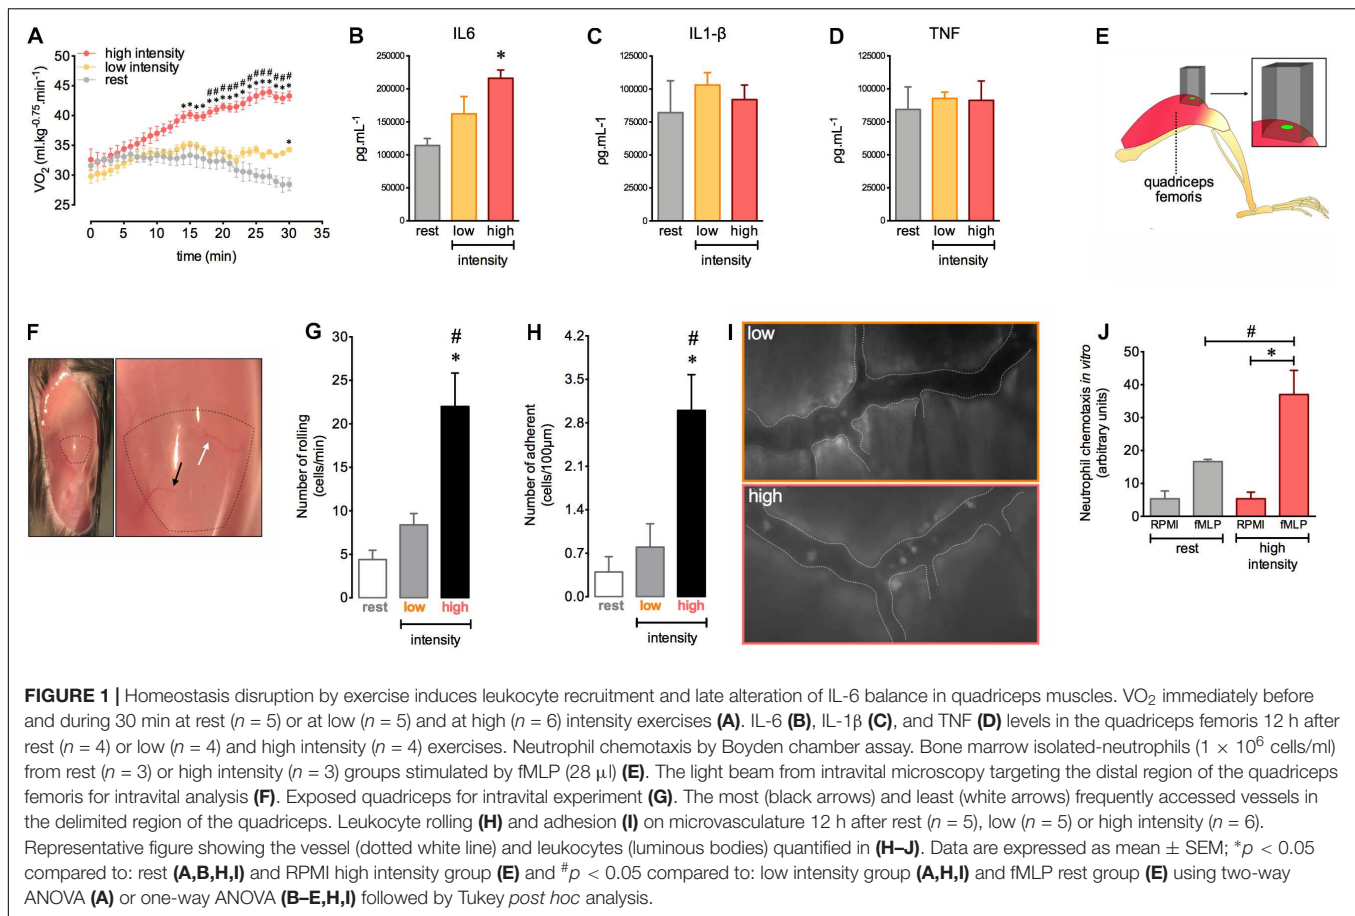 A
high intensity
low intensity
rest
VO2 (ml.kg-0.75.min-1)
50
45
40
35
30
25
##
#####
#
#
###
###
****
*****
*
*
***
***
*
0 5 10 15 20 25 30 35
time (min)
B
IL6
ρg.mL-1
250000
200000
150000
100000
50000
0
*
rest low high
intensity
C
IL1-β
ρg.mL-1
125000
100000
75000
50000
25000
0
rest low high
intensity
D
TNF
ρg.mL-1
125000
100000
75000
50000
25000
0
rest low high
intensity
E
quadriceps
femoris
F
G
Number of rolling
(cells/min)
30
25
20
15
10
5
0
#
*
rest low high
intensity
H
Number of adherent
(cells/100µm)
4.2
3.5
2.8
2.1
1.4
0.7
0.0
#
*
rest low high
intensity
I
low
high
J
Neutrophil chemotaxis in vitro
(arbitrary units)
50
40
30
20
10
0
#
*
RPMI fMLP RPMI fMLP
rest high
intensity
FIGURE 1 | Homeostasis disruption by exercise induces leukocyte recruitment and late alteration of IL-6 balance in quadriceps muscles. VO2 immediately before
and during 30 min at rest (n = 5) or at low (n = 5) and at high (n = 6) intensity exercises (A). IL-6 (B), IL-1β (C), and TNF (D) levels in the quadriceps femoris 12 h after
rest (n = 4) or low (n = 4) and high intensity (n = 4) exercises. Neutrophil chemotaxis by Boyden chamber assay. Bone marrow isolated-neutrophils (1 × 10⁶ cells/ml)
from rest (n = 3) or high intensity (n = 3) groups stimulated by fMLP (28 μl) (E). The light beam from intravital microscopy targeting the distal region of the quadriceps
femoris for intravital analysis (F). Exposed quadriceps for intravital experiment (G). The most (black arrows) and least (white arrows) frequently accessed vessels in
the delimited region of the quadriceps. Leukocyte rolling (H) and adhesion (I) on microvasculature 12 h after rest (n = 5), low (n = 5) or high intensity (n = 6).
Representative figure showing the vessel (dotted white line) and leukocytes (luminous bodies) quantified in (H–J). Data are expressed as mean ± SEM; *p < 0.05
compared to: rest (A,B,H,I) and RPMI high intensity group (E) and #p < 0.05 compared to: low intensity group (A,H,I) and fMLP rest group (E) using two-way
ANOVA (A) or one-way ANOVA (B–E,H,I) followed by Tukey post hoc analysis.